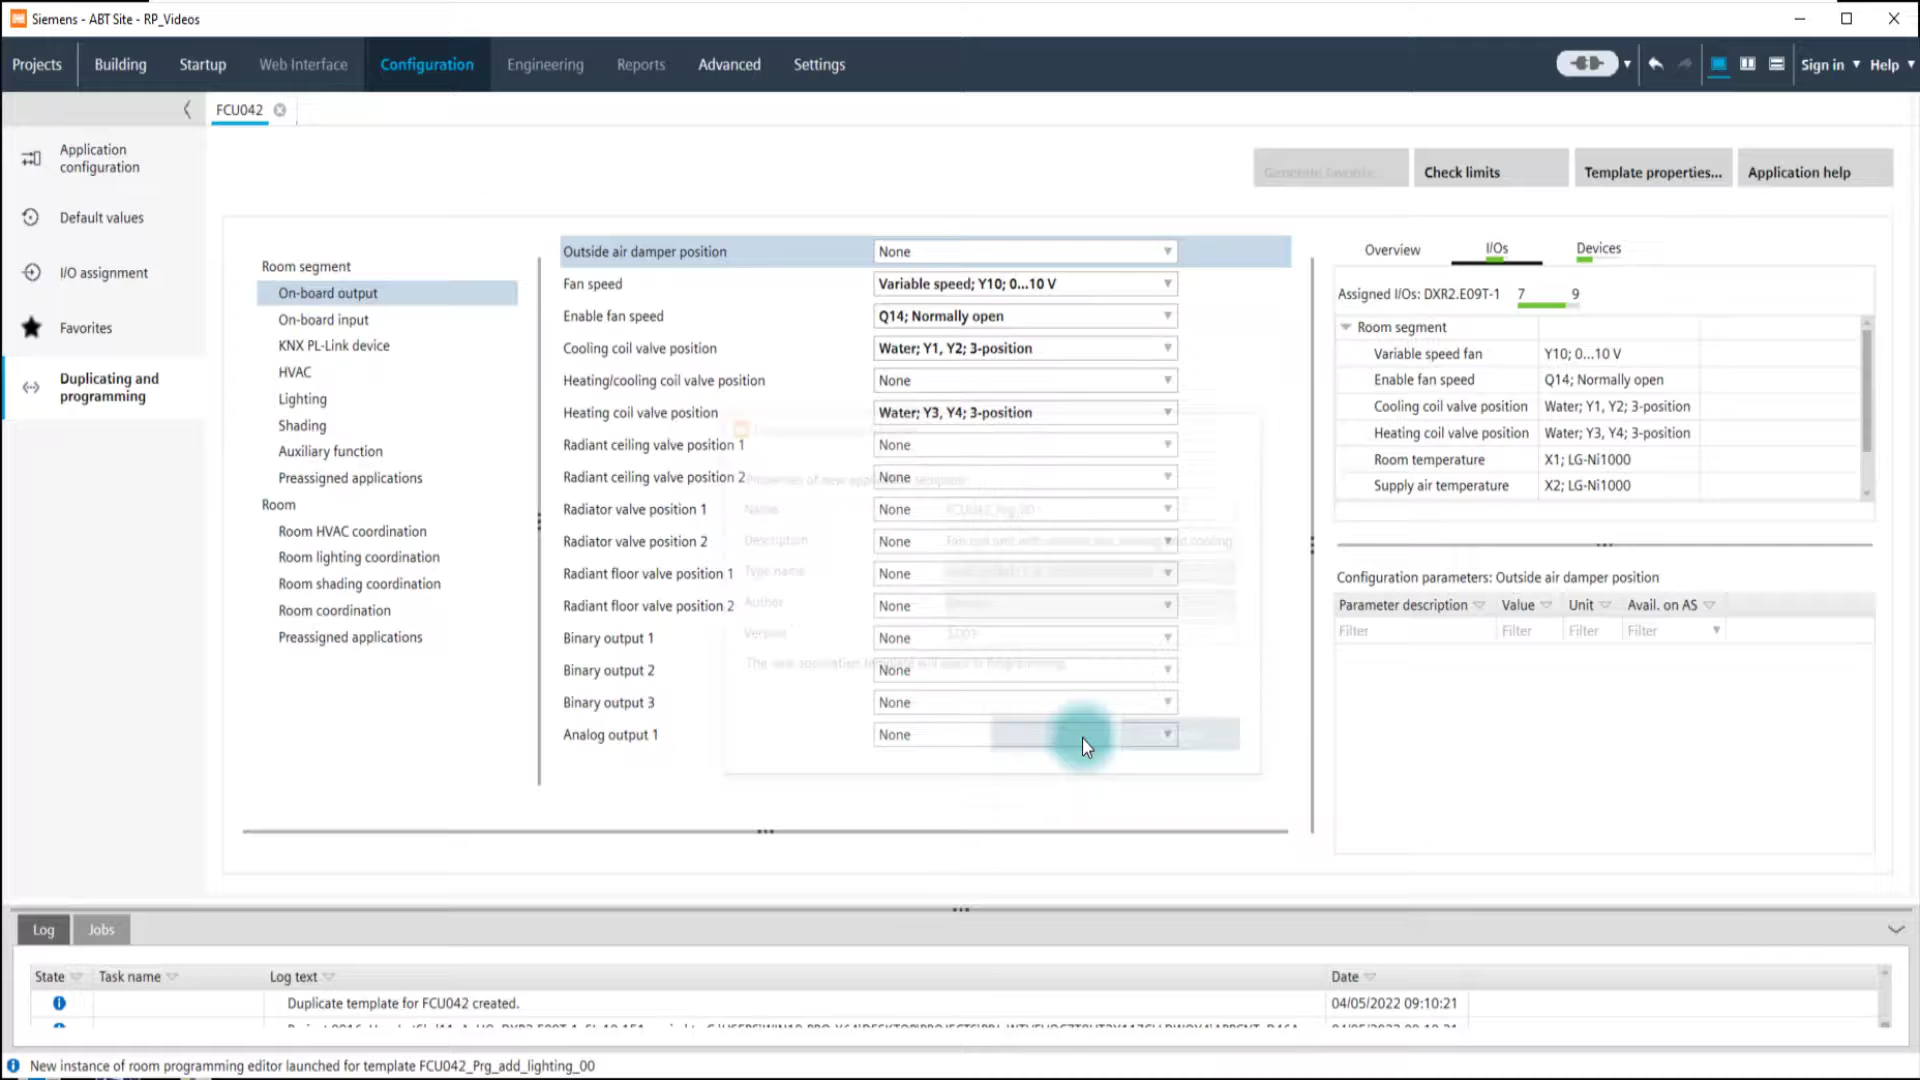 Siemens - ABT Site - RP_Videos
Projects
Building
Startup
Web Interface
Configuration
Engineering
Reports
Advanced
Settings
Sign in
Help
FCU042
Application configuration
Default values
I/O assignment
Favorites
Duplicating and programming
Check limits
Template properties...
Application help
Room segment
On-board output
On-board input
KNX PL-Link device
HVAC
Lighting
Shading
Auxiliary function
Preassigned applications
Room
Room HVAC coordination
Room lighting coordination
Room shading coordination
Room coordination
Preassigned applications
Outside air damper position None
Fan speed Variable speed; Y10; 0...10 V
Enable fan speed Q14; Normally open
Cooling coil valve position Water; Y1, Y2; 3-position
Heating/cooling coil valve position None
Heating coil valve position Water; Y3, Y4; 3-position
Radiant ceiling valve position 1 None
Radiant ceiling valve position 2 None
Radiator valve position 1 None
Radiator valve position 2 None
Radiant floor valve position 1 None
Radiant floor valve position 2 None
Binary output 1 None
Binary output 2 None
Binary output 3 None
Analog output 1 None
Properties of new application template
Name
Description
Type name
Author
Version
Overview
I/Os
Devices
Assigned I/Os: DXR2.E09T-1 7 9
Room segment
Variable speed fan Y10; 0...10 V
Enable fan speed Q14; Normally open
Cooling coil valve position Water; Y1, Y2; 3-position
Heating coil valve position Water; Y3, Y4; 3-position
Room temperature X1; LG-Ni1000
Supply air temperature X2; LG-Ni1000
Configuration parameters: Outside air damper position
Parameter description Value Unit Avail. on AS
Filter Filter Filter Filter
Log
Jobs
State Task name Log text Date
Duplicate template for FCU042 created. 04/05/2022 09:10:21
New instance of room programming editor launched for template FCU042_Prg_add_lighting_00